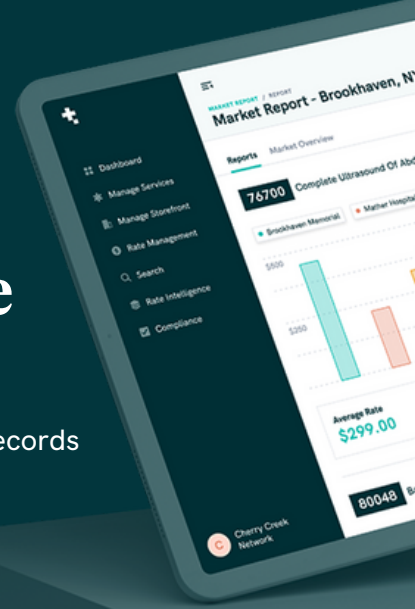 e
ecords
Dashboard
Manage Services
Manage Storefront
Rate Management
Search
Rate Intelligence
Compliance
C
Cherry Creek
Network
MARKET REPORT / REPORT
Market Report - Brookhaven, NY
Reports Market Overview
76700 Complete Ultrasound Of Abd
Brookhaven Memorial Mather Hospital
$500
$250
Average Rate
$299.00
80048 Ba